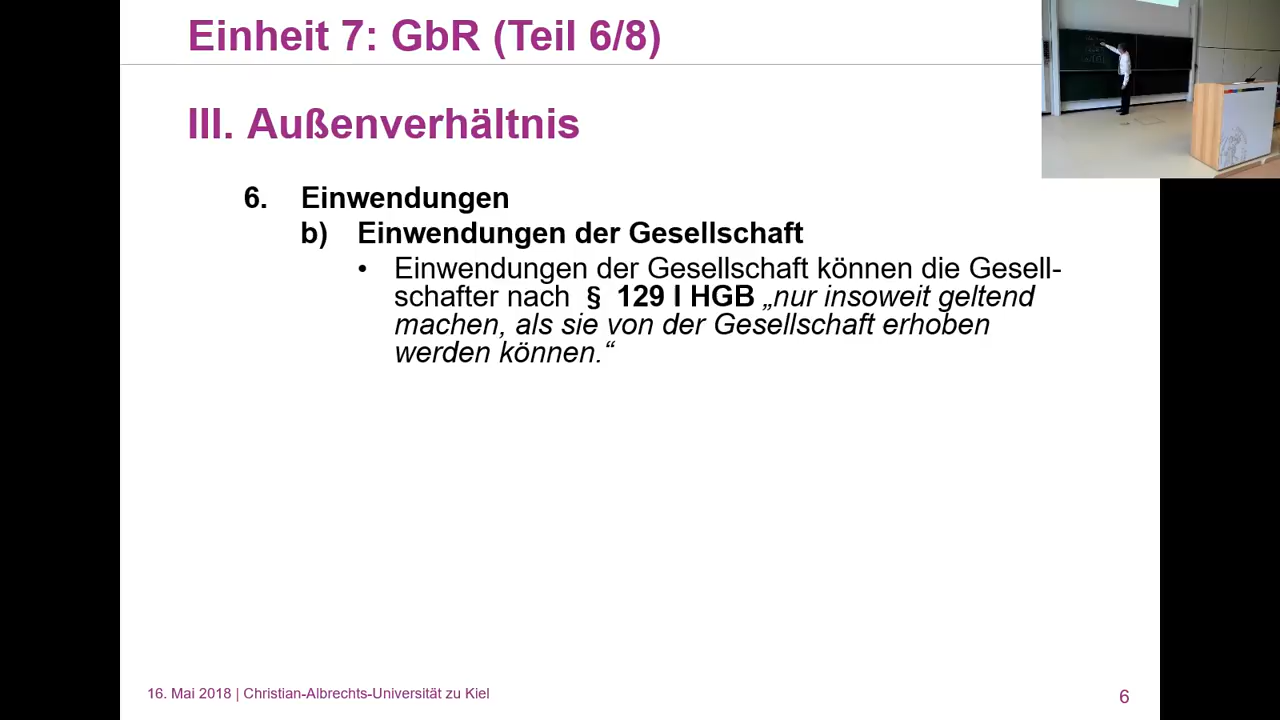 Einheit 7: GbR (Teil 6/8)
III. Außenverhältnis
6. Einwendungen
b) Einwendungen der Gesellschaft
• Einwendungen der Gesellschaft können die Gesell-
schafter nach § 129 I HGB „nur insoweit geltend
machen, als sie von der Gesellschaft erhoben
werden können.“
16. Mai 2018 | Christian-Albrechts-Universität zu Kiel
6